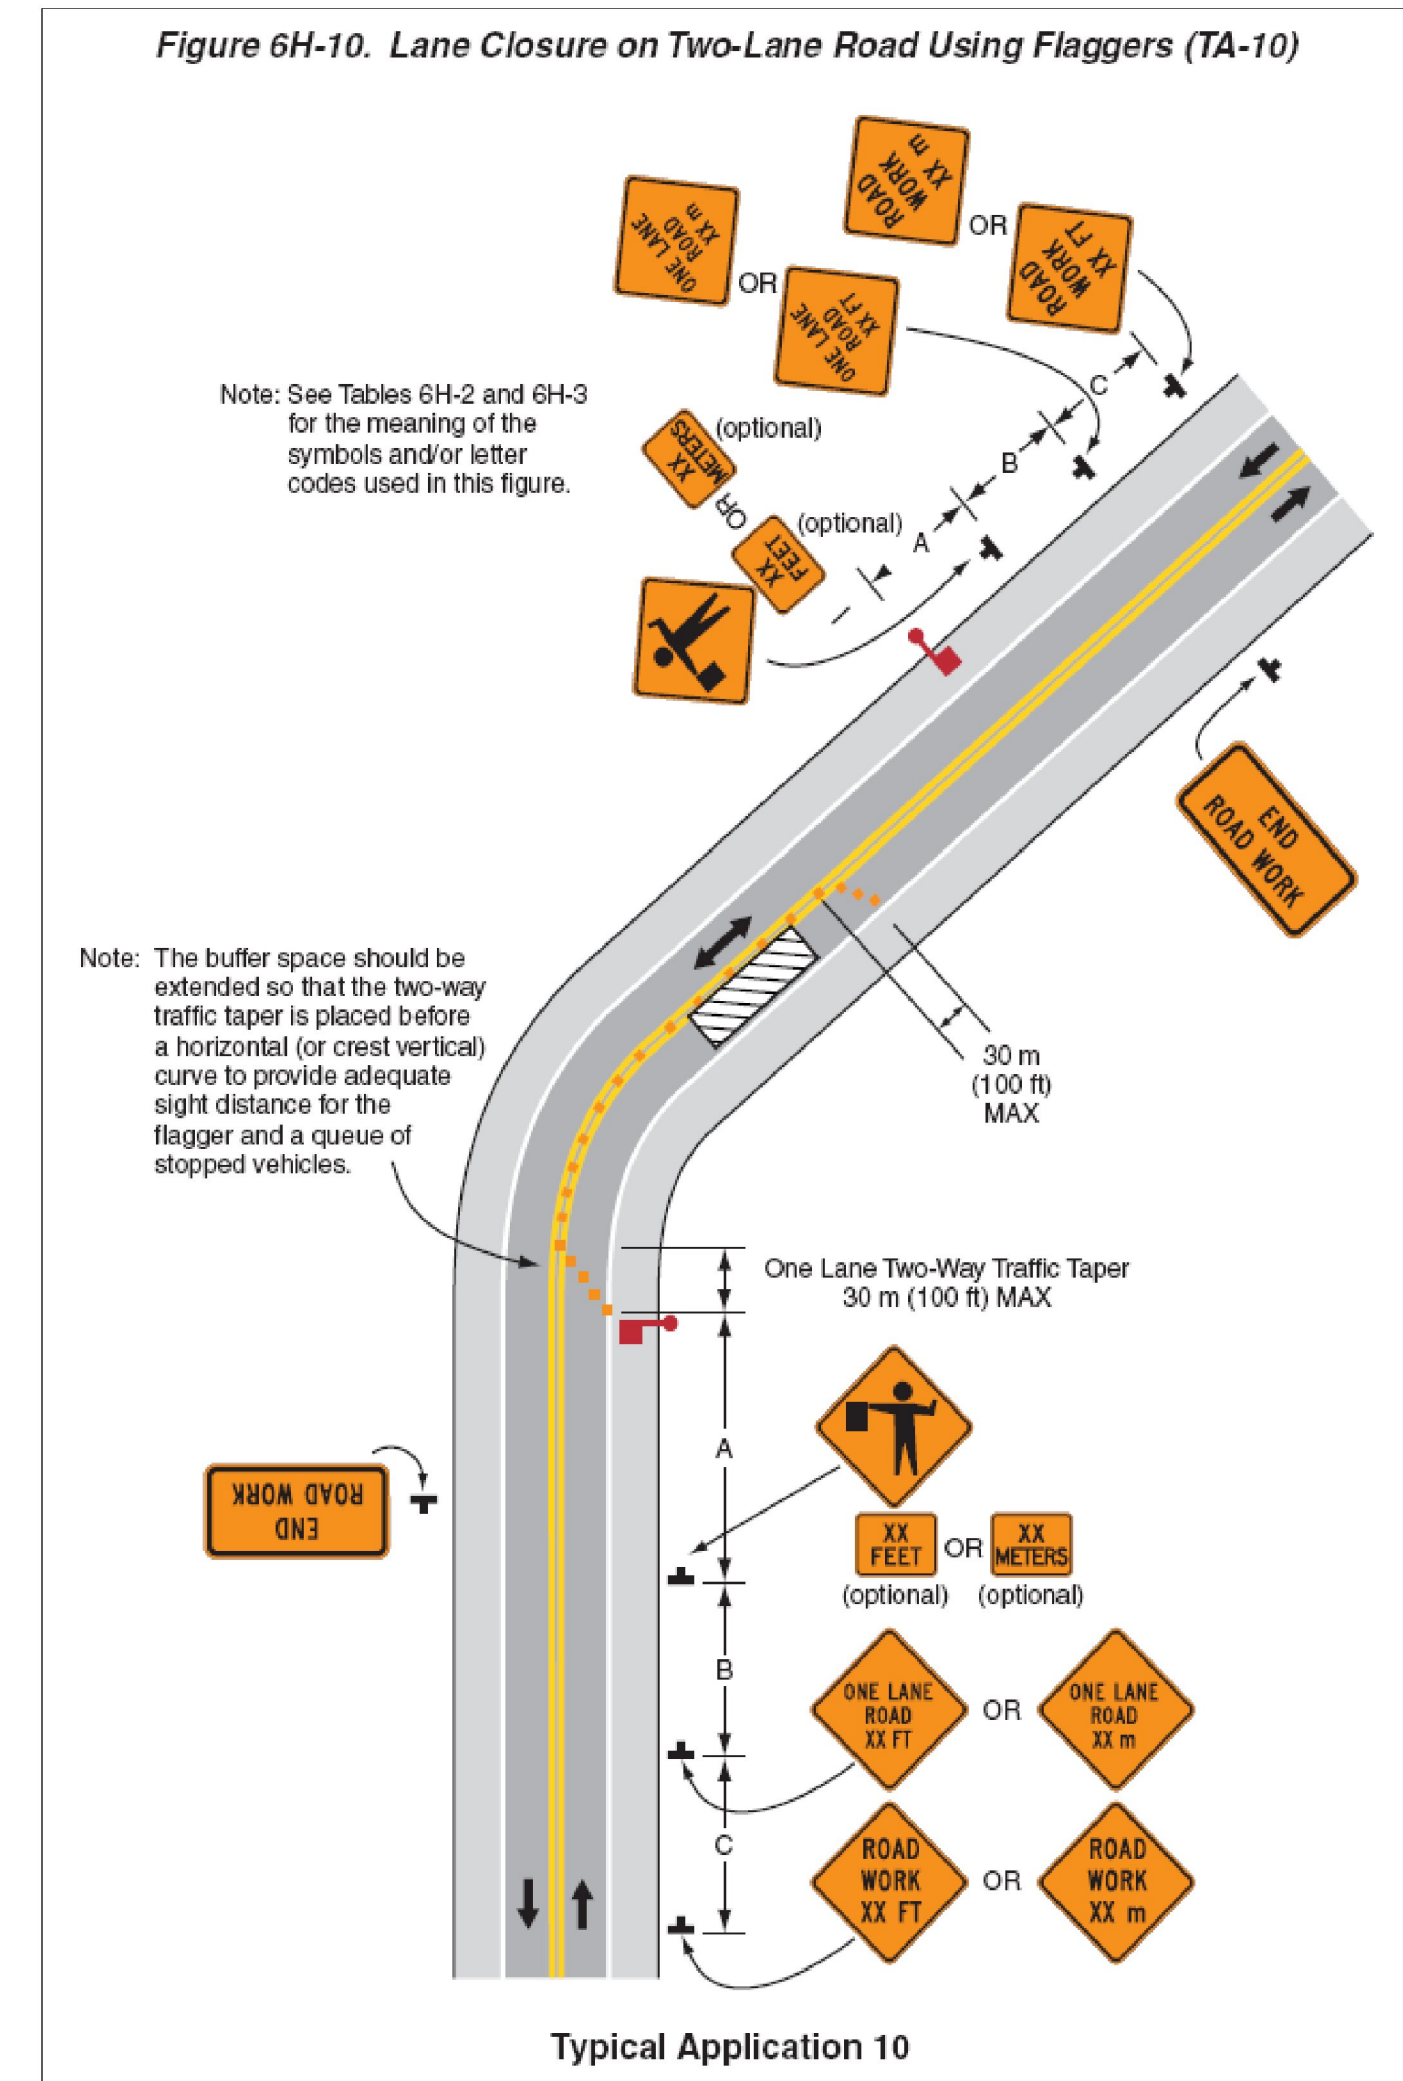 Figure 6H-10. Lane Closure on Two-Lane Road Using Flaggers (TA-10)
ROAD
WORK
XX m
OR
ROAD
WORK
XX FT
ONE LANE
ROAD
XX m
OR
ONE LANE
ROAD
XX FT
C
B
A
Note: See Tables 6H-2 and 6H-3
for the meaning of the
symbols and/or letter
codes used in this figure.
XX
METERS
(optional)
OR
XX
FEET
(optional)
END
ROAD WORK
Note: The buffer space should be
extended so that the two-way
traffic taper is placed before
a horizontal (or crest vertical)
curve to provide adequate
sight distance for the
flagger and a queue of
stopped vehicles.
30 m
(100 ft)
MAX
One Lane Two-Way Traffic Taper
30 m (100 ft) MAX
A
END
ROAD WORK
XX
FEET
OR
XX
METERS
(optional)
(optional)
B
ONE LANE
ROAD
XX FT
OR
ONE LANE
ROAD
XX m
C
ROAD
WORK
XX FT
OR
ROAD
WORK
XX m
Typical Application 10